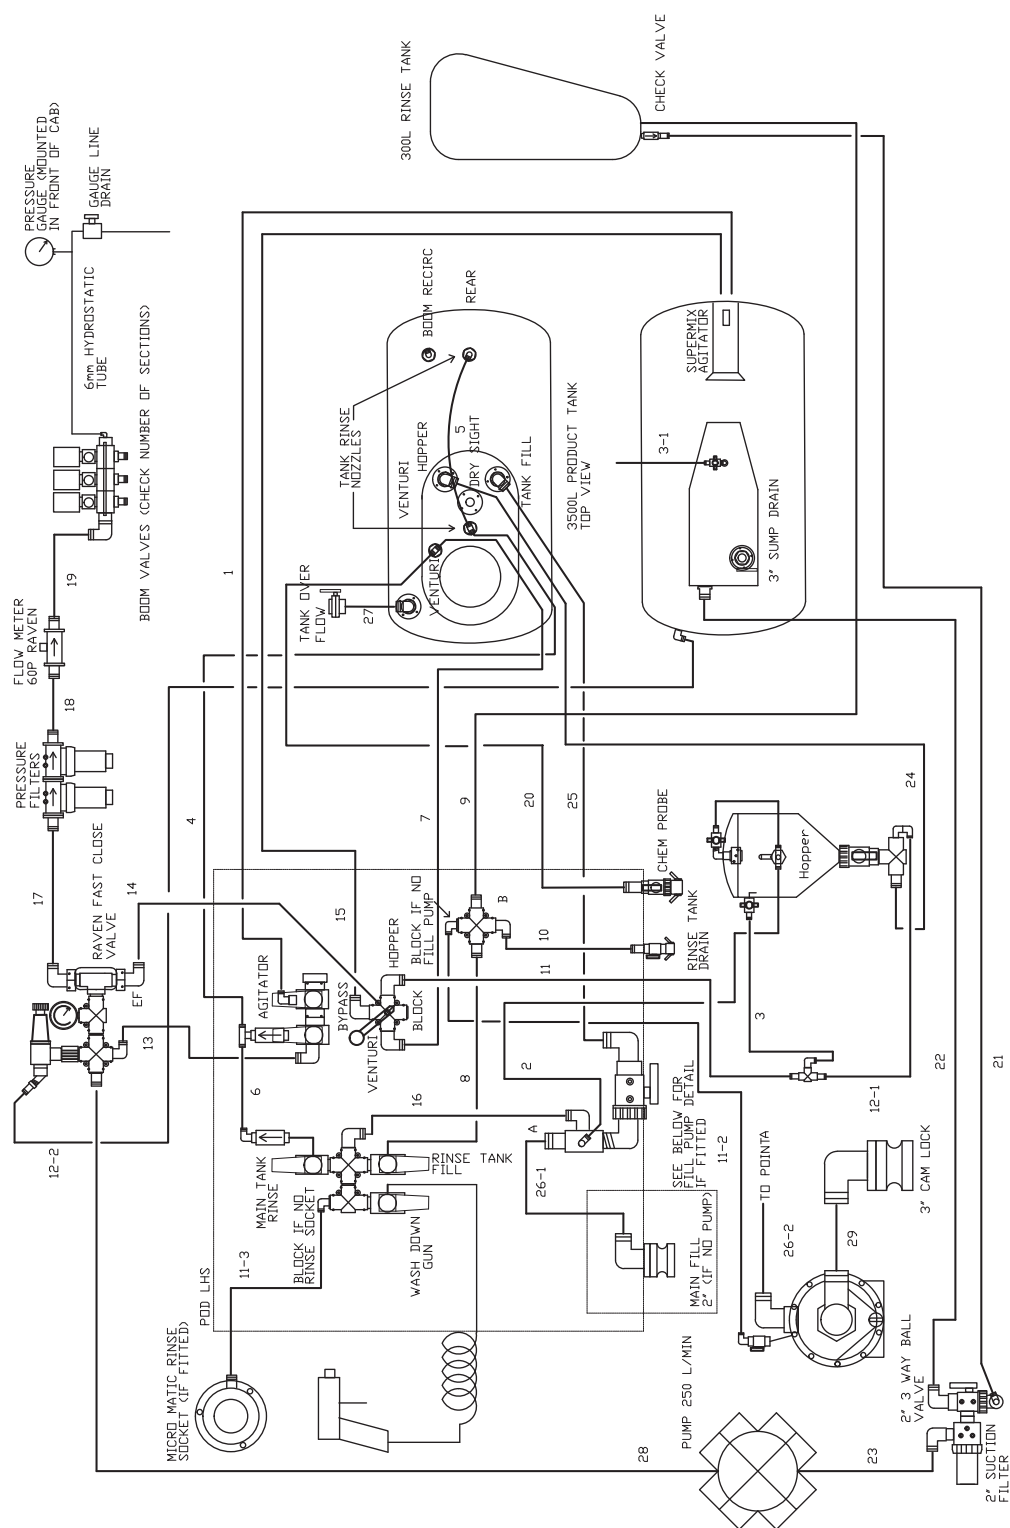 PRESSURE
GAUGE (MOUNTED
IN FRONT OF CAB)
GAUGE LINE
DRAIN
6mm HYDROSTATIC
TUBE
BOOM VALVES (CHECK NUMBER OF SECTIONS)
19
FLOW METER
60P RAVEN
18
PRESSURE
FILTERS
17
RAVEN FAST CLOSE
VALVE
14
EF
13
12-2
300L RINSE TANK
CHECK VALVE
1
BOOM RECIRC
REAR
TANK RINSE
NOZZLES
VENTURI
HOPPER
5
DRY SIGHT
TANK FILL
3500L PRODUCT TANK
TOP VIEW
TANK OVER
FLOW
27
VENTURI
SUPERMIX
AGITATOR
3-1
3" SUMP DRAIN
4
7
9
20
25
24
CHEM PROBE
Hopper
RINSE TANK
DRAIN
15
AGITATOR
BYPASS
VENTURI
HOPPER
BLOCK
BLOCK IF NO
FILL PUMP
B
10
11
8
2
3
22
21
12-1
6
16
A
26-1
11-2
SEE BELOW FOR
FILL PUMP DETAIL
IF FITTED
MAIN TANK
RINSE
BLOCK IF NO
RINSE SOCKET
RINSE TANK
FILL
WASH DOWN
GUN
11-3
POD LHS
MAIN FILL
2" (IF NO PUMP)
TO POINTA
26-2
29
3" CAM LOCK
MICRO MATIC RINSE
SOCKET (IF FITTED)
28
PUMP 250 L/MIN
23
2" 3 WAY BALL
VALVE
2" SUCTION
FILTER